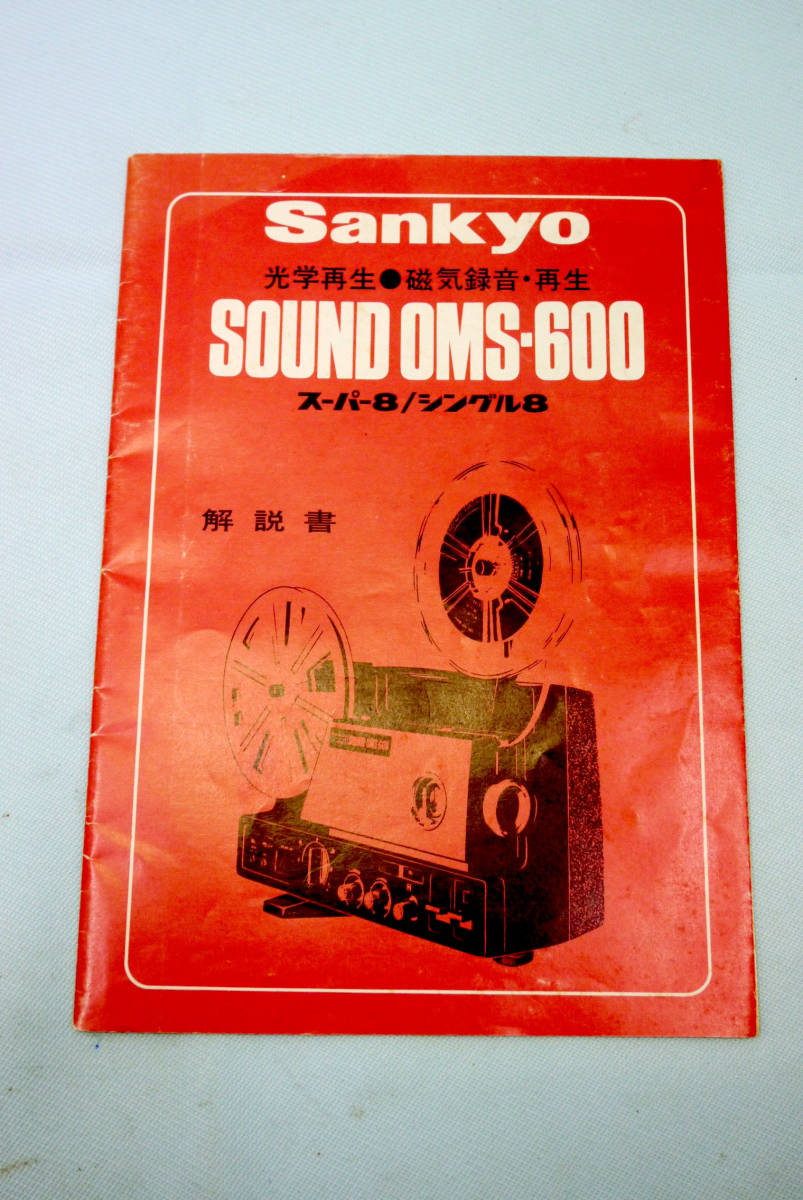 Sankyo
光学再生●磁気録音・再生
SOUND OMS-600
スーパー8/シングル8
解説書